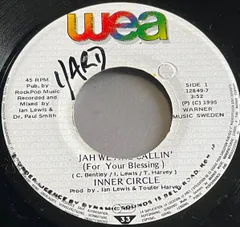 wea
HARD
45 RPM
Pub. by
RockPop Music
Recorded and
Mixed by
Ian Lewis &
Dr. Paul Smith
SIDE 1
12849-7
3:52
(P) (C) 1995
WARNER
MUSIC SWEDEN
JAH WE ARE CALLIN'
(For Your Blessing)
( C. Bentley / I. Lewis / T. Harvey )
INNER CIRCLE
Prod. by : Ian Lewis & Touter Harvey
33